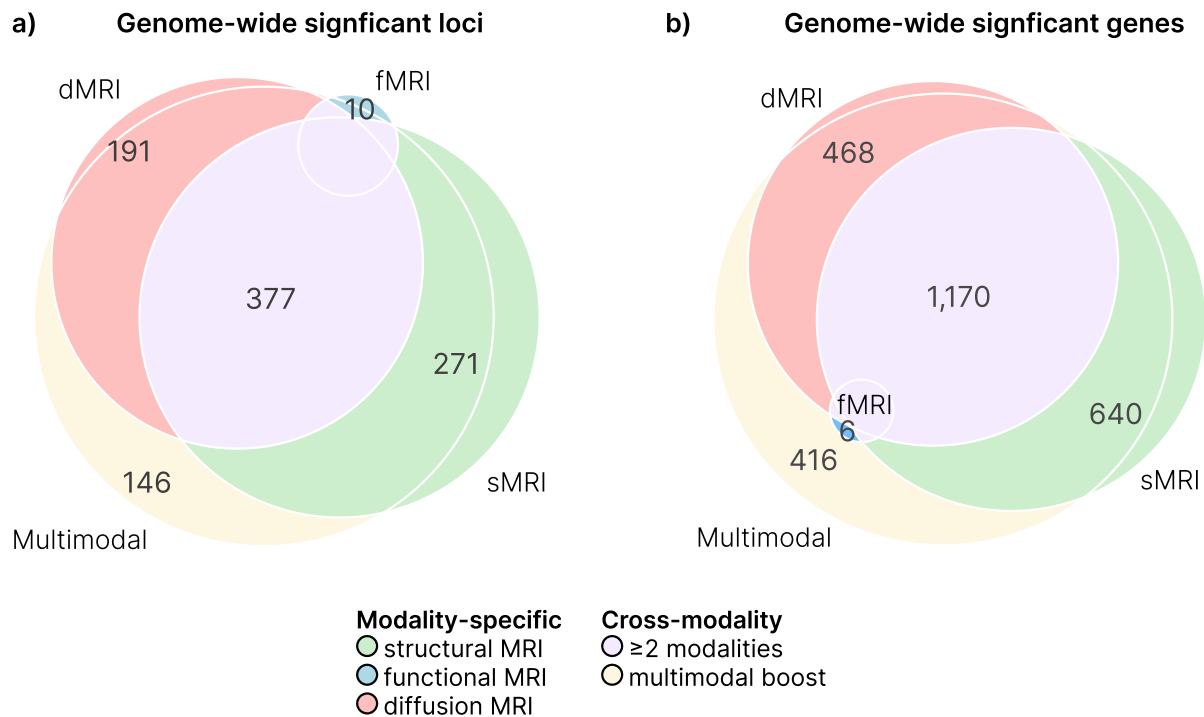 a) Genome-wide signficant loci
dMRI
fMRI
10
191
377
271
146
sMRI
Multimodal
b) Genome-wide signficant genes
dMRI
468
1,170
fMRI
6
640
416
sMRI
Multimodal
Modality-specific
structural MRI
functional MRI
diffusion MRI
Cross-modality
≥2 modalities
multimodal boost